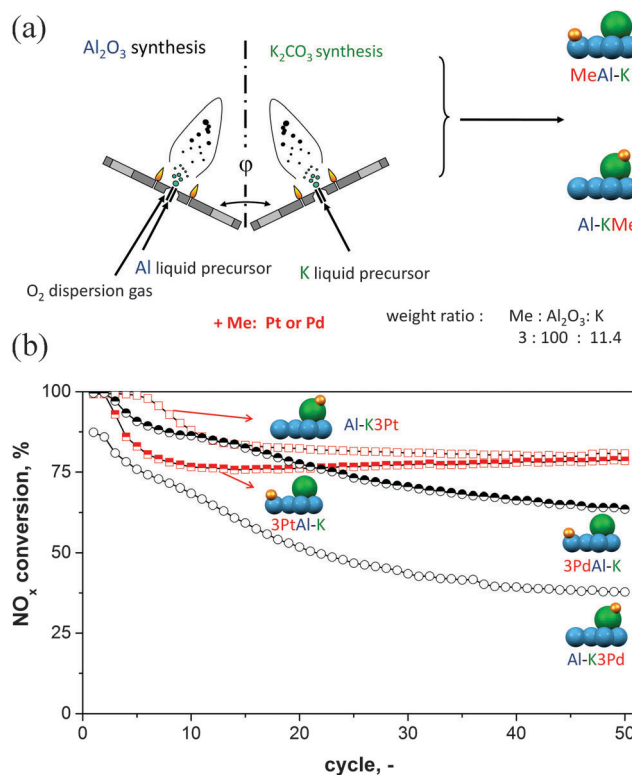 (a)
Al₂O₃ synthesis
K₂CO₃ synthesis
MeAl-K
φ
Al-KMe
Al liquid precursor
K liquid precursor
O₂ dispersion gas
+ Me: Pt or Pd
weight ratio : Me : Al₂O₃: K
3 : 100 : 11.4
(b)
100
75
50
25
0
NOₓ conversion, %
Al-K3Pt
3PtAl-K
3PdAl-K
Al-K3Pd
0 10 20 30 40 50
cycle, -